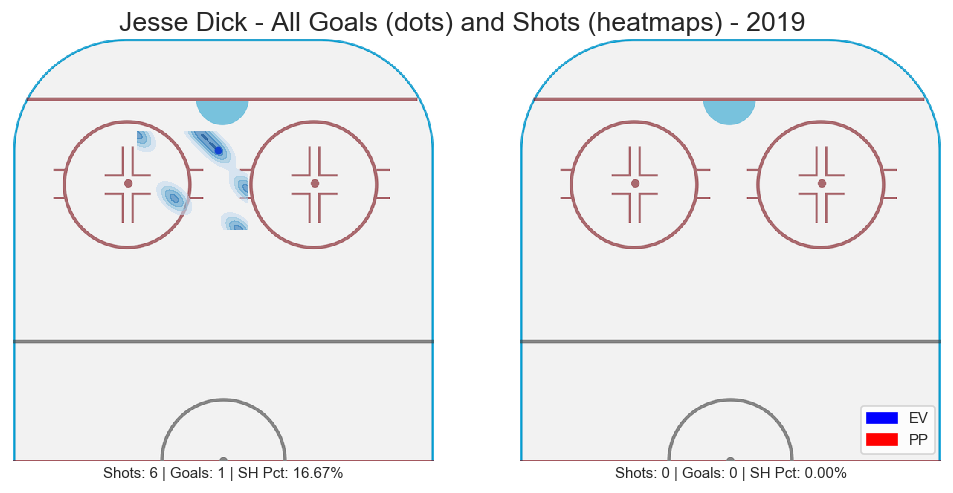 Jesse Dick - All Goals (dots) and Shots (heatmaps) - 2019
EV
PP
Shots: 6 | Goals: 1 | SH Pct: 16.67%
Shots: 0 | Goals: 0 | SH Pct: 0.00%